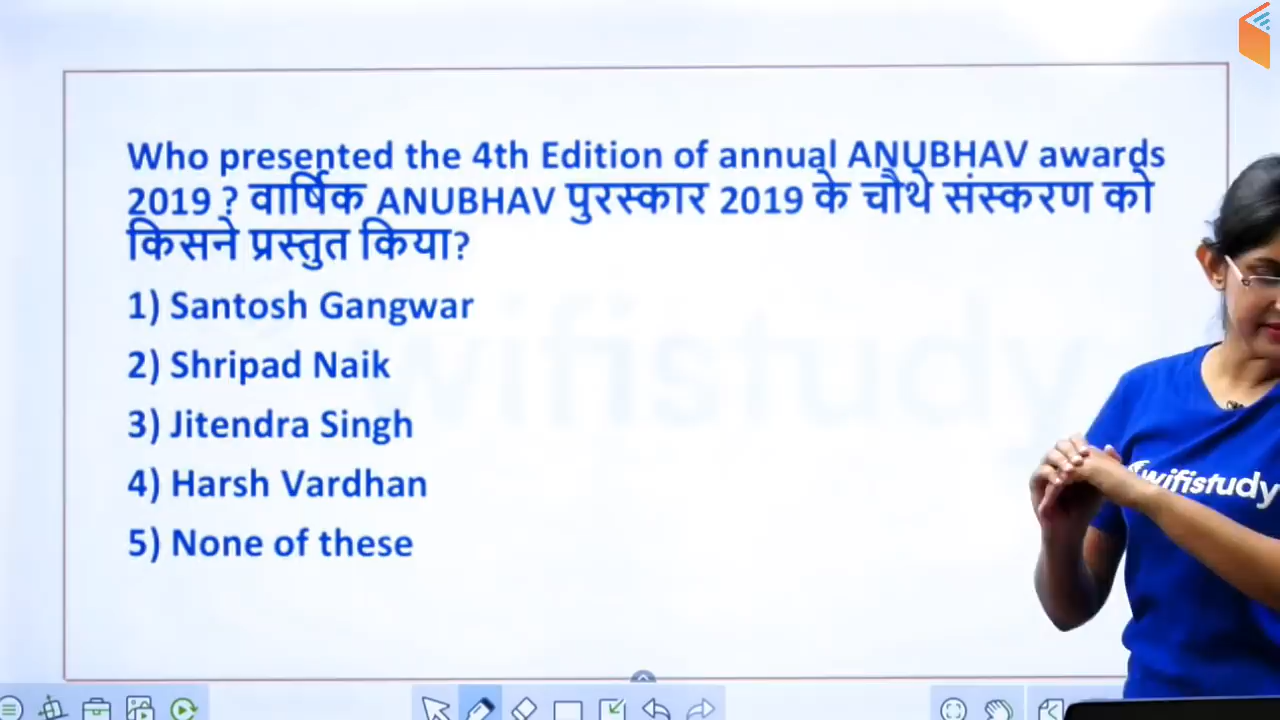 Who presented the 4th Edition of annual ANUBHAV awards
2019 ? वार्षिक ANUBHAV पुरस्कार 2019 के चौथे संस्करण को
किसने प्रस्तुत किया?
1) Santosh Gangwar
2) Shripad Naik
3) Jitendra Singh
4) Harsh Vardhan
5) None of these
wifistudy
wifistudy